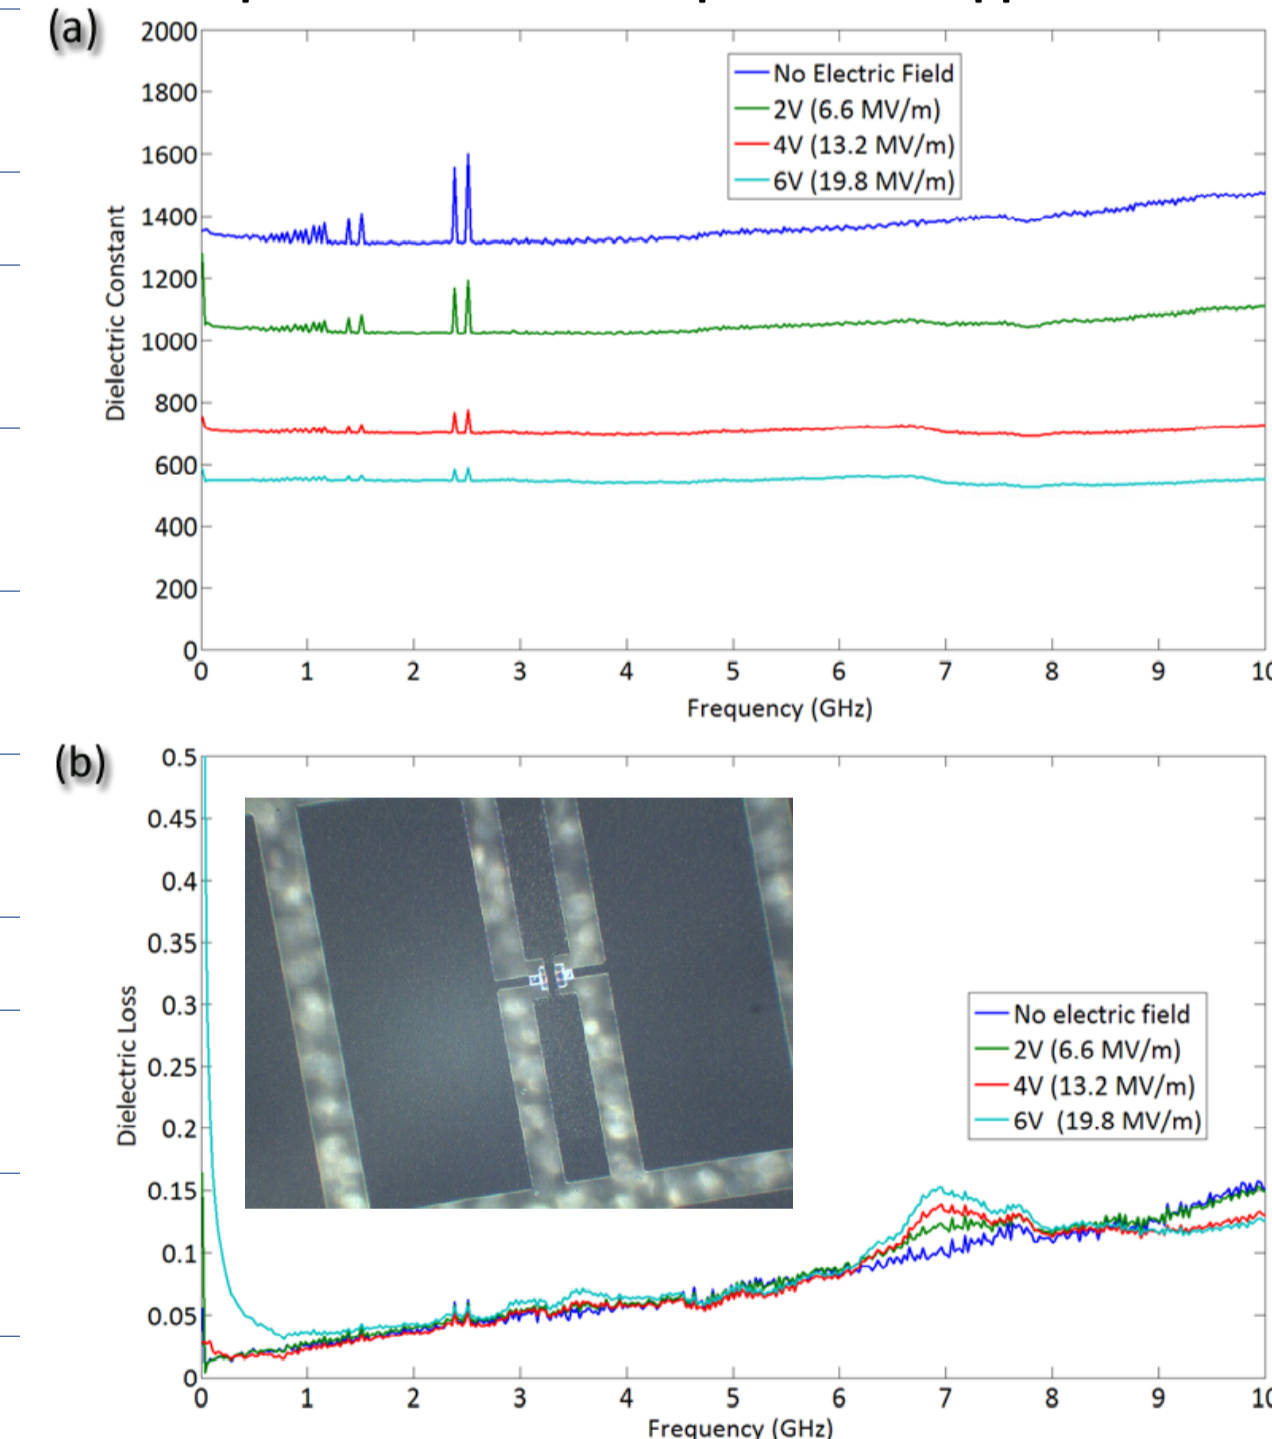 (a)
2000
1800
1600
1400
1200
1000
800
600
400
200
0
Dielectric Constant
No Electric Field
2V (6.6 MV/m)
4V (13.2 MV/m)
6V (19.8 MV/m)
0 1 2 3 4 5 6 7 8 9 10
Frequency (GHz)
(b)
0.5
0.45
0.4
0.35
0.3
0.25
0.2
0.15
0.1
0.05
0
Dielectric Loss
No electric field
2V (6.6 MV/m)
4V (13.2 MV/m)
6V (19.8 MV/m)
0 1 2 3 4 5 6 7 8 9 10
Frequency (GHz)